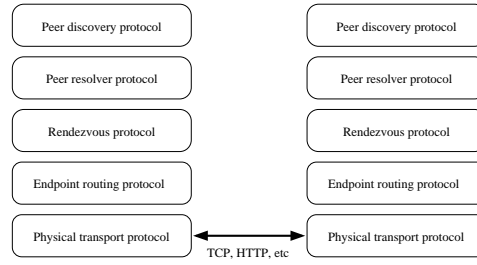 Peer discovery protocol
Peer discovery protocol
Peer resolver protocol
Peer resolver protocol
Rendezvous protocol
Rendezvous protocol
Endpoint routing protocol
Endpoint routing protocol
Physical transport protocol
Physical transport protocol
TCP, HTTP, etc